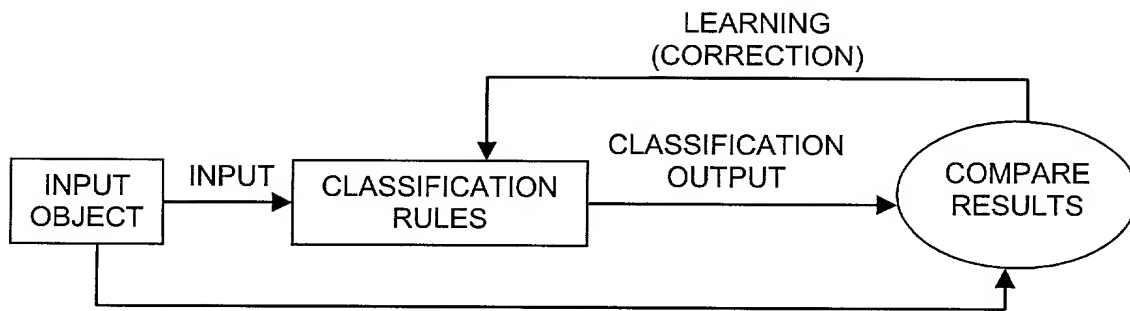 LEARNING
(CORRECTION)
INPUT
OBJECT
INPUT
CLASSIFICATION
RULES
CLASSIFICATION
OUTPUT
COMPARE
RESULTS